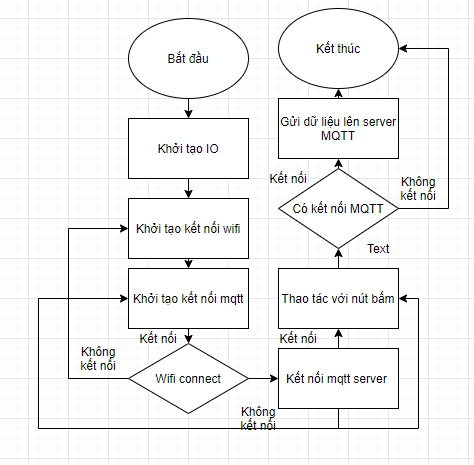 Bắt đầu
Khởi tạo IO
Khởi tạo kết nối wifi
Khởi tạo kết nối mqtt
Kết nối
Không
kết nối
Wifi connect
Không
kết nối
Kết nối mqtt server
Kết nối
Thao tác với nút bấm
Text
Có kết nối MQTT
Kết nối
Không
kết nối
Gửi dữ liệu lên server
MQTT
Kết thúc